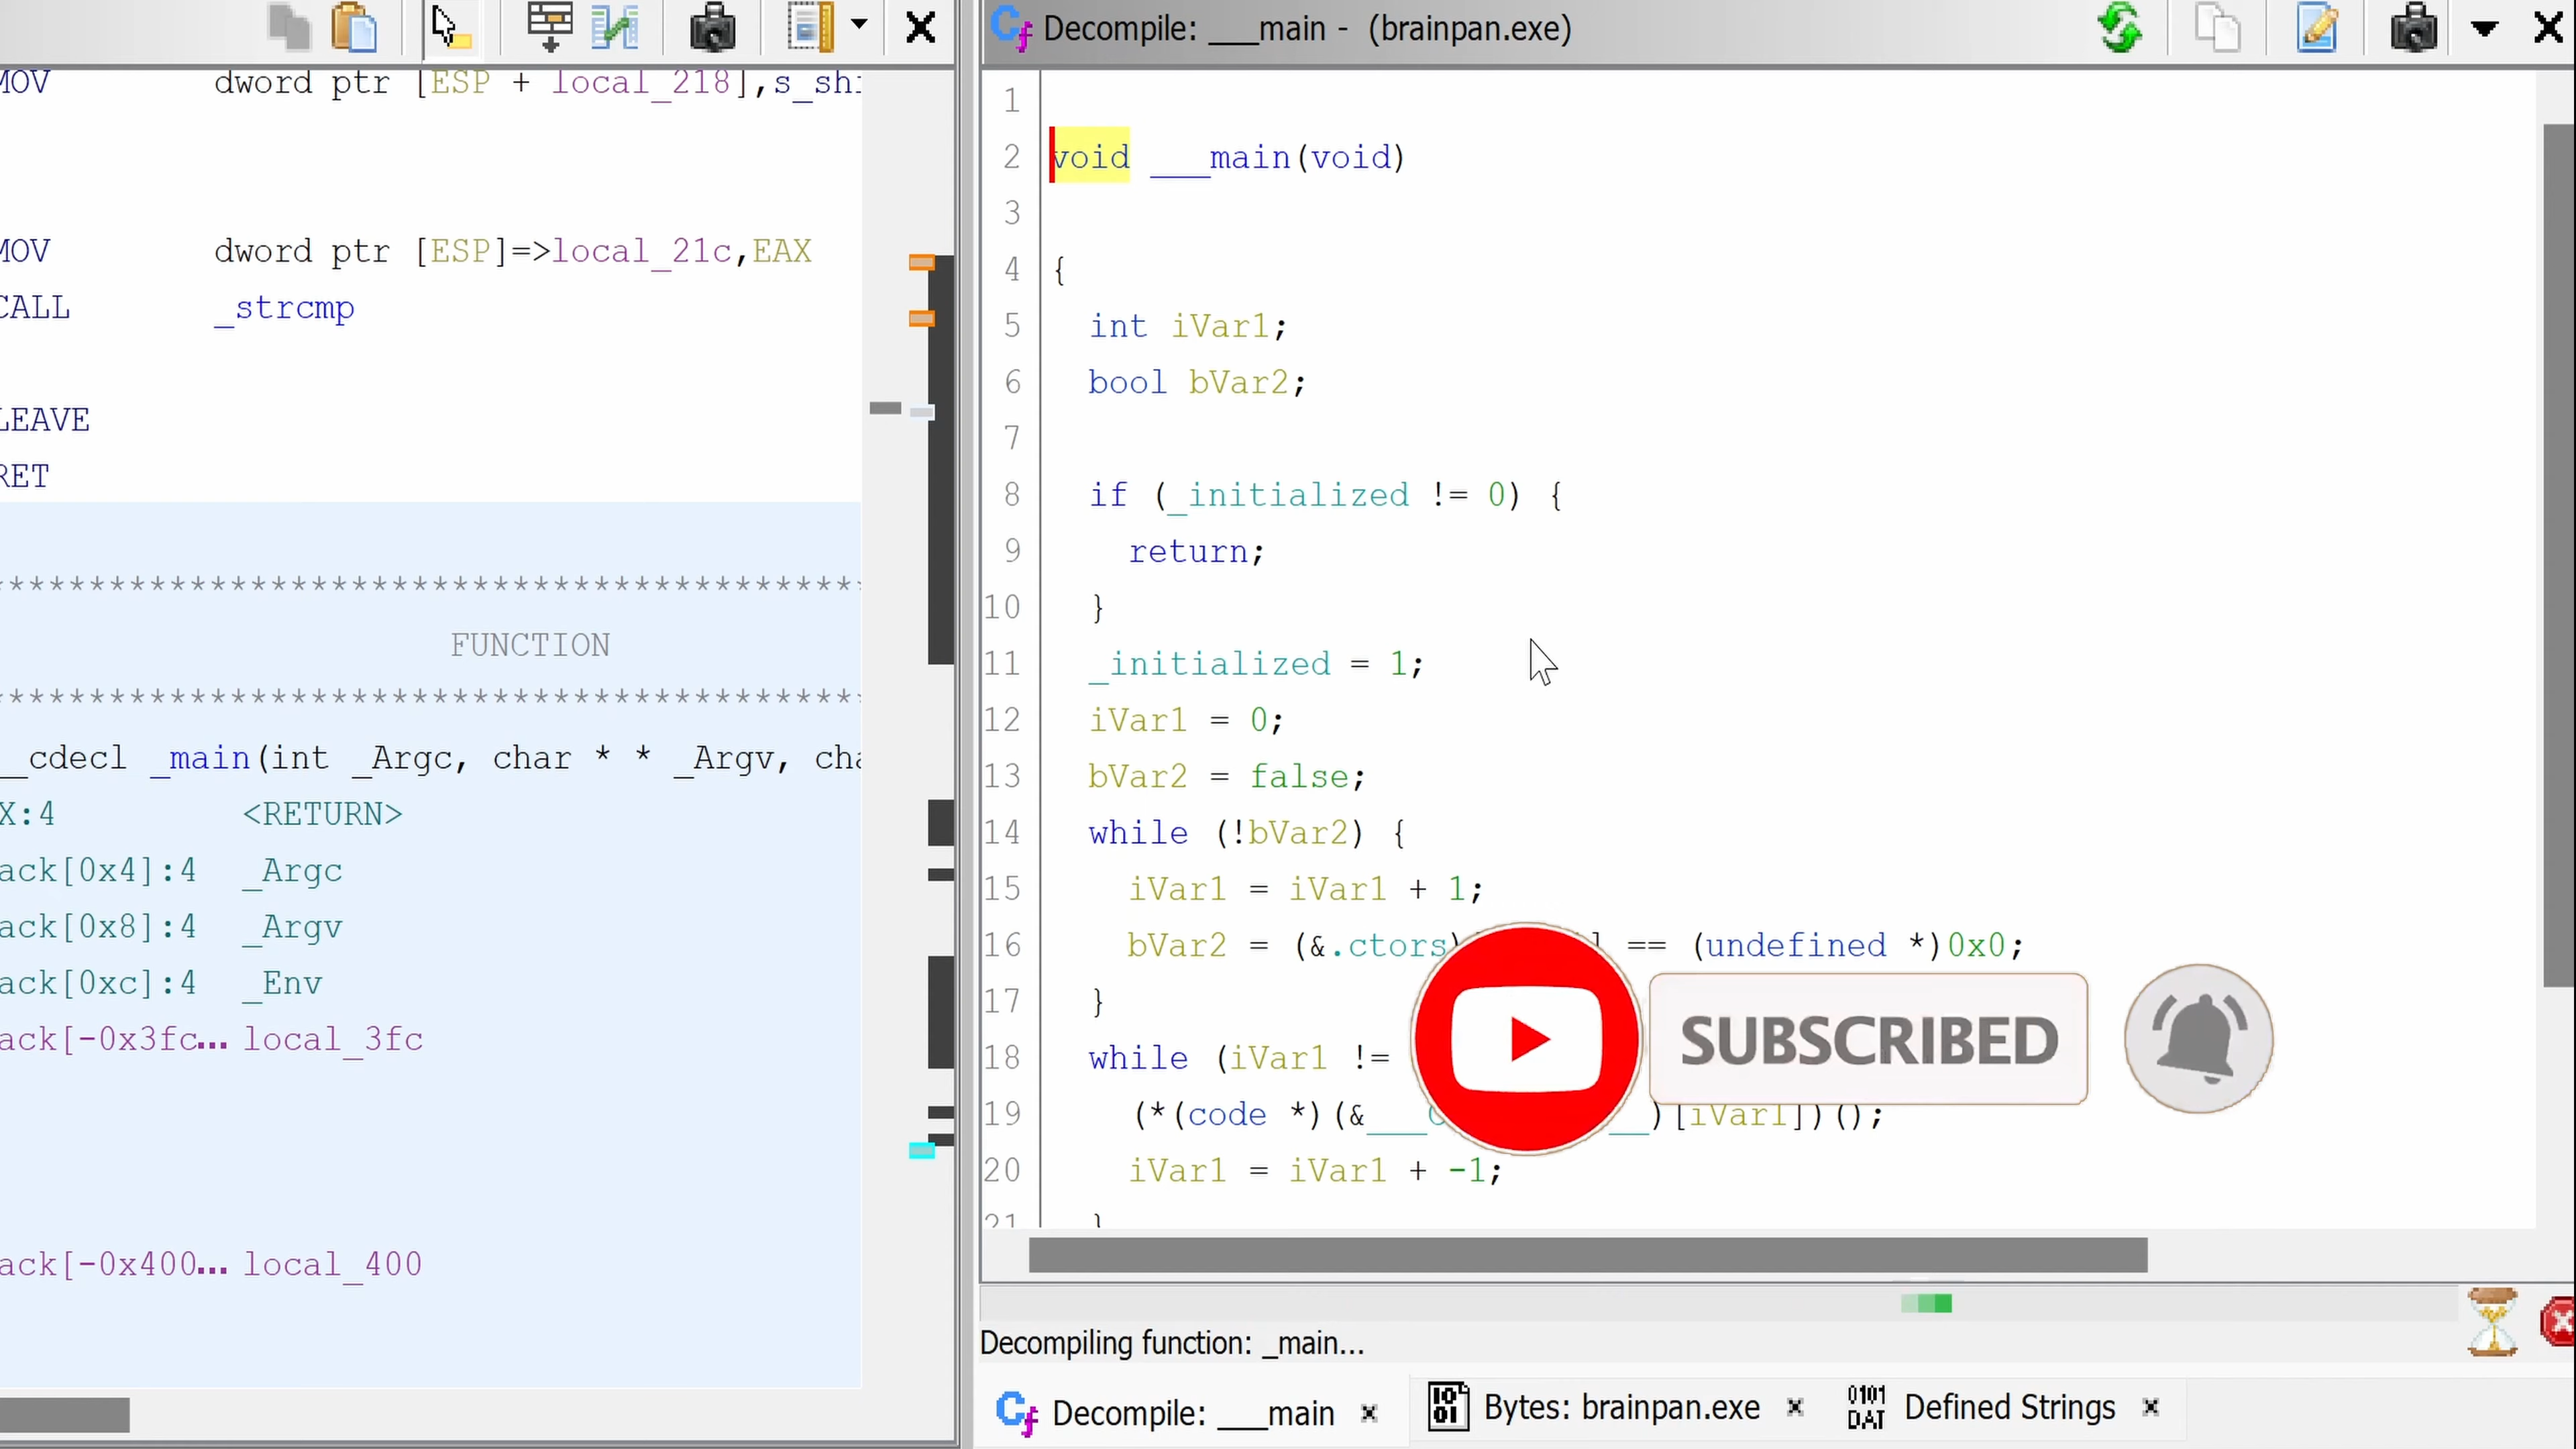 MOV dword ptr [ESP + local_218],s_sh
MOV dword ptr [ESP]=>local_21c,EAX
CALL _strcmp
LEAVE
RET
FUNCTION
__cdecl _main(int _Argc, char * * _Argv, cha
X:4 <RETURN>
ack[0x4]:4 _Argc
ack[0x8]:4 _Argv
ack[0xc]:4 _Env
ack[-0x3fc... local_3fc
ack[-0x400... local_400
Decompile: ___main - (brainpan.exe)
1
2 void ___main(void)
3
4 {
5 int iVar1;
6 bool bVar2;
7
8 if (_initialized != 0) {
9 return;
10 }
11 _initialized = 1;
12 iVar1 = 0;
13 bVar2 = false;
14 while (!bVar2) {
15 iVar1 = iVar1 + 1;
16 bVar2 = (&.ctors) ] == (undefined *)0x0;
17 }
18 while (iVar1 !=
19 (*(code *)(&___ __)[iVar1])();
20 iVar1 = iVar1 + -1;
21 }
SUBSCRIBED
Decompiling function: _main...
Decompile: ___main
Bytes: brainpan.exe
Defined Strings